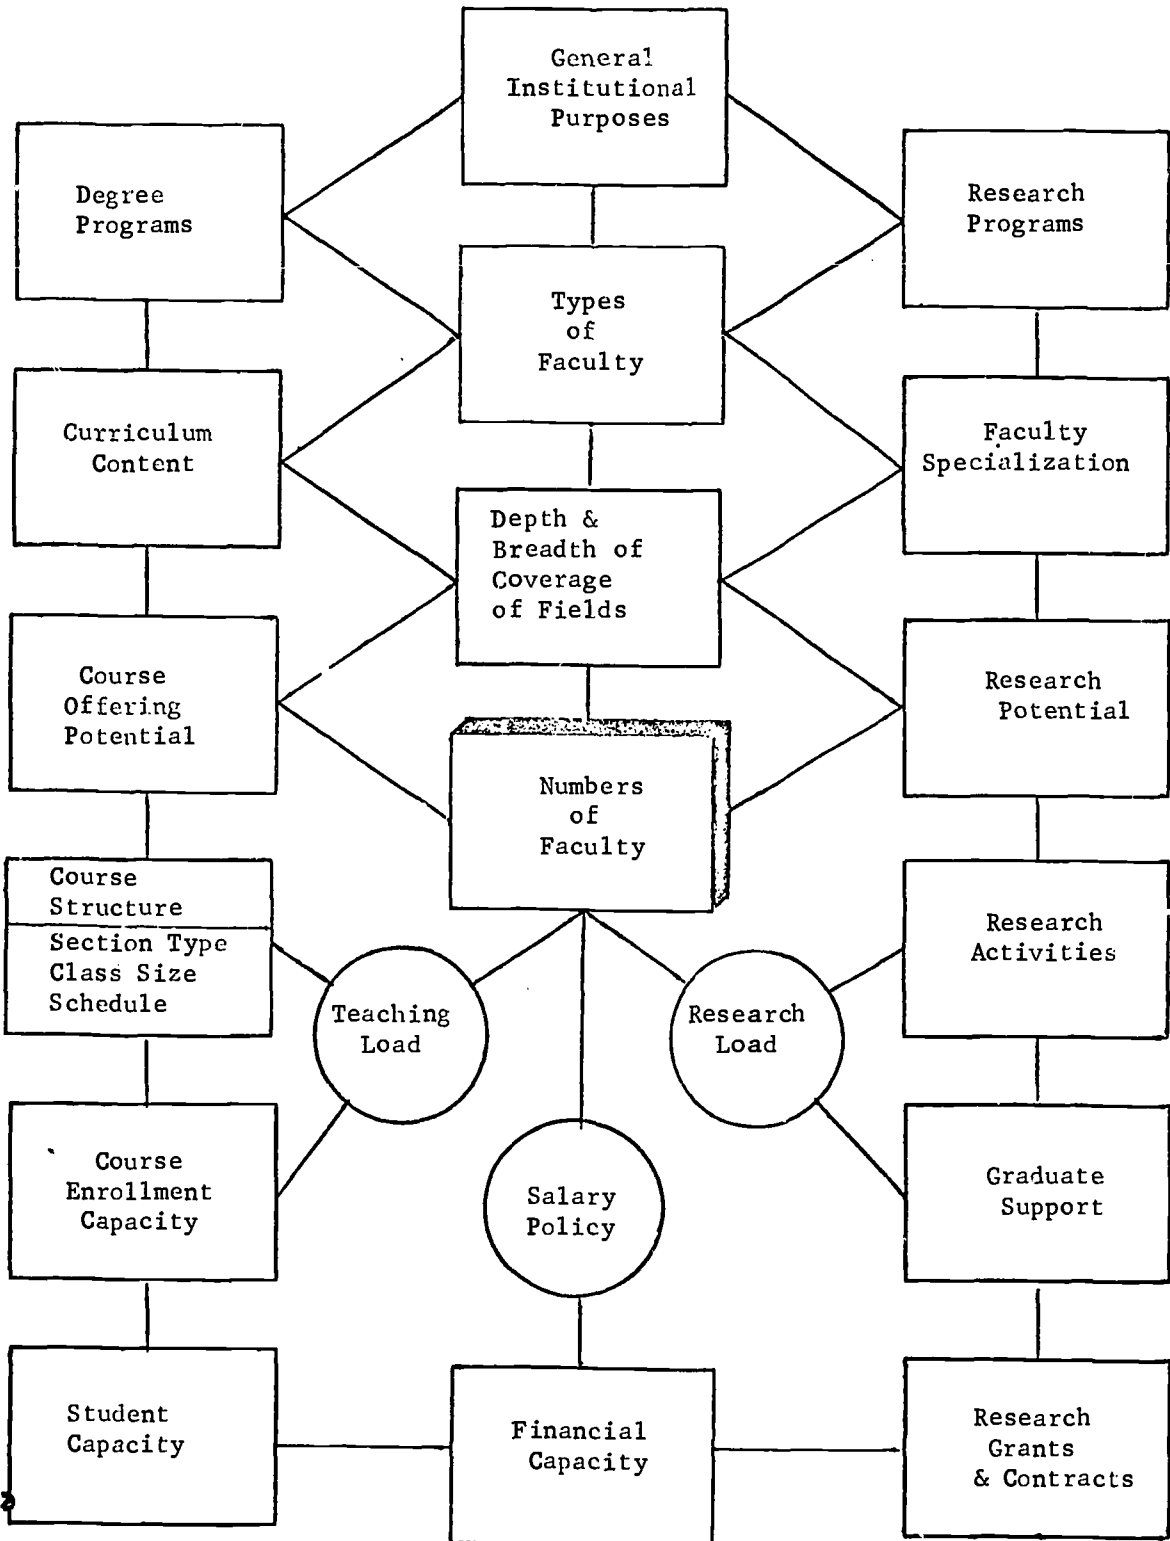 General
Institutional
Purposes
Degree
Programs
Research
Programs
Types
of
Faculty
Curriculum
Content
Faculty
Specialization
Depth &
Breadth of
Coverage
of Fields
Course
Offering
Potential
Research
Potential
Numbers
of
Faculty
Course
Structure
Section Type
Class Size
Schedule
Teaching
Load
Research
Load
Research
Activities
Course
Enrollment
Capacity
Salary
Policy
Graduate
Support
Student
Capacity
Financial
Capacity
Research
Grants
& Contracts